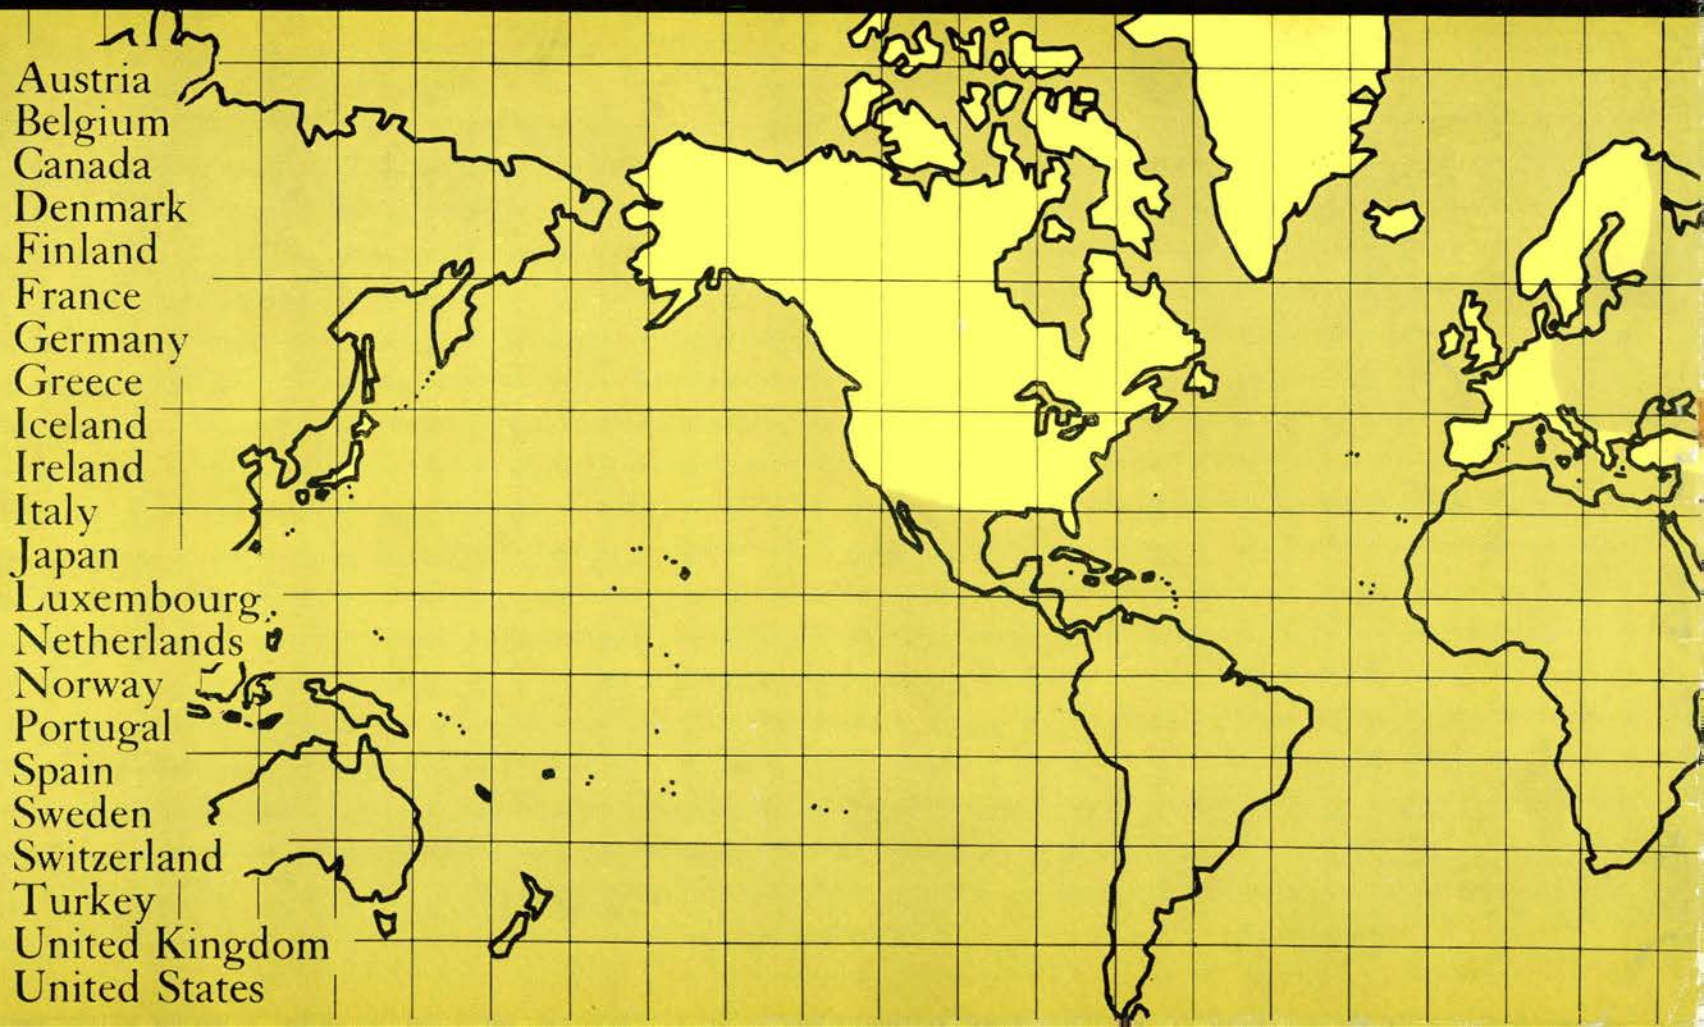 Austria
Belgium
Canada
Denmark
Finland
France
Germany
Greece
Iceland
Ireland
Italy
Japan
Luxembourg
Netherlands
Norway
Portugal
Spain
Sweden
Switzerland
Turkey
United Kingdom
United States